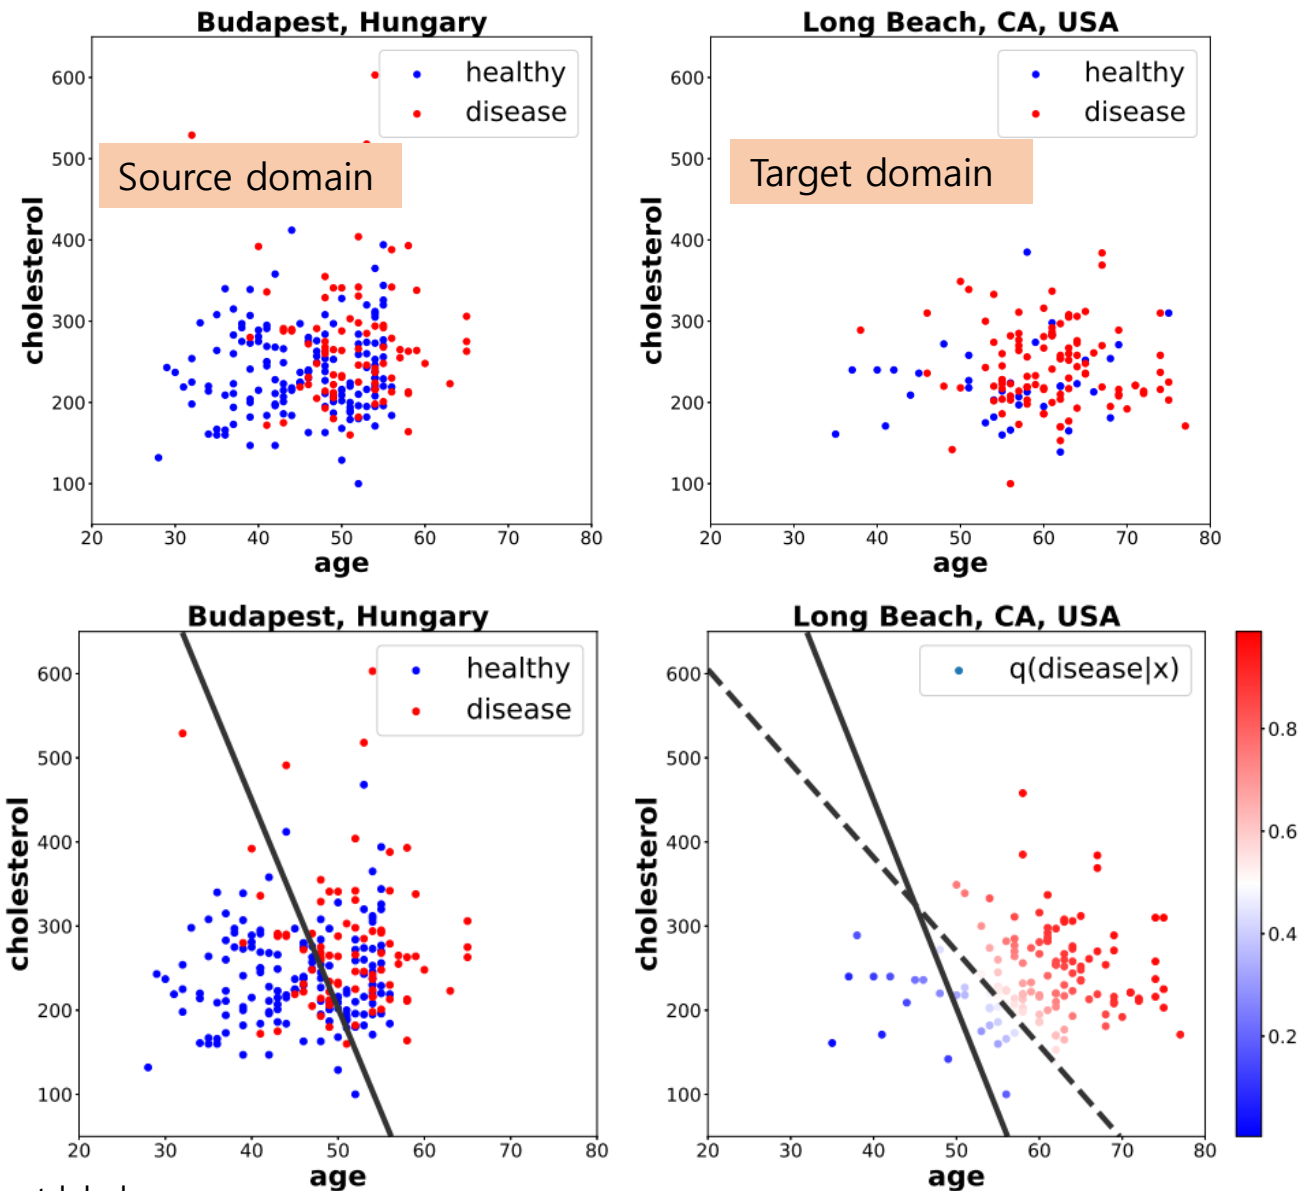 Budapest, Hungary
600
500
400
300
200
100
cholesterol
healthy
disease
Source domain
20 30 40 50 60 70 80
age
Long Beach, CA, USA
600
500
400
300
200
100
cholesterol
healthy
disease
Target domain
20 30 40 50 60 70 80
age
Budapest, Hungary
600
500
400
300
200
100
cholesterol
healthy
disease
20 30 40 50 60 70 80
age
Long Beach, CA, USA
600
500
400
300
200
100
cholesterol
q(disease|x)
20 30 40 50 60 70 80
age
0.8
0.6
0.4
0.2